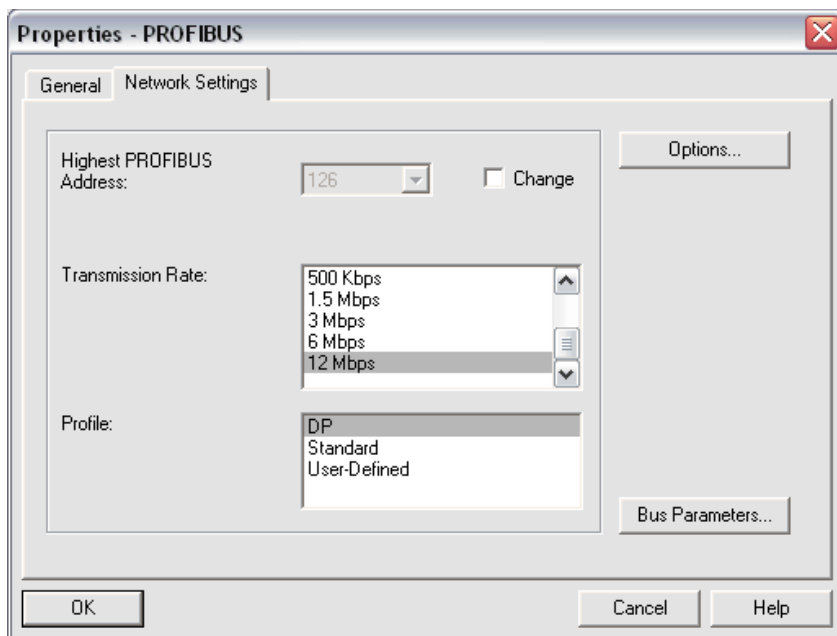 Properties - PROFIBUS
General
Network Settings
Highest PROFIBUS
Address:
126
Change
Options...
Transmission Rate:
500 Kbps
1.5 Mbps
3 Mbps
6 Mbps
12 Mbps
Profile:
DP
Standard
User-Defined
Bus Parameters...
OK
Cancel
Help